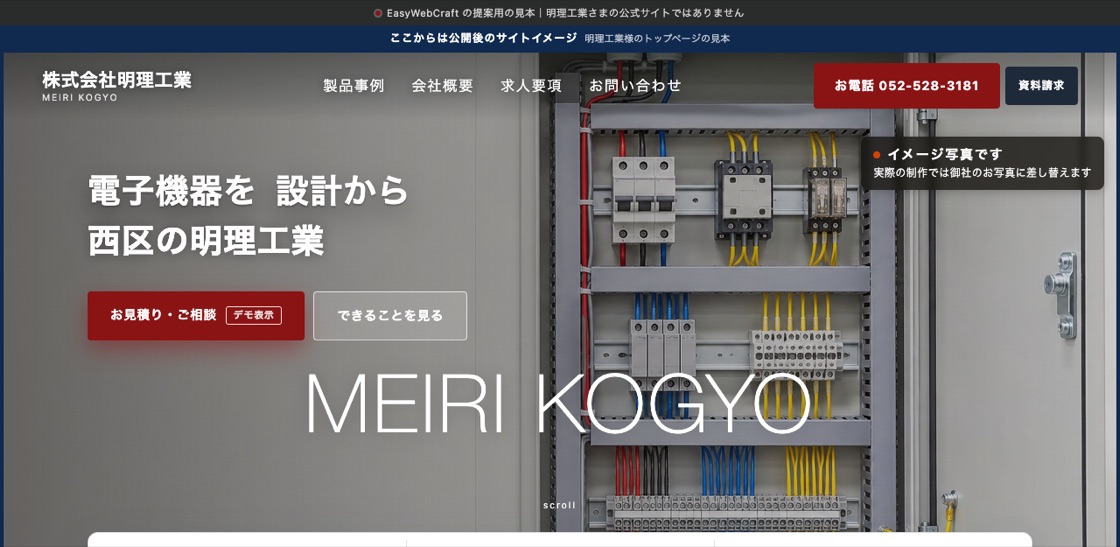 EasyWebCraft の提案用の見本｜明理工業さまの公式サイトではありません
ここからは公開後のサイトイメージ 明理工業様のトップページの見本
株式会社明理工業
MEIRI KOGYO
製品事例 会社概要 求人要項 お問い合わせ
お電話 052-528-3181
資料請求
イメージ写真です
実際の制作では御社のお写真に差し替えます
電子機器を 設計から
西区の明理工業
お見積り・ご相談 デモ表示
できることを見る
MEIRI KOGYO
scroll